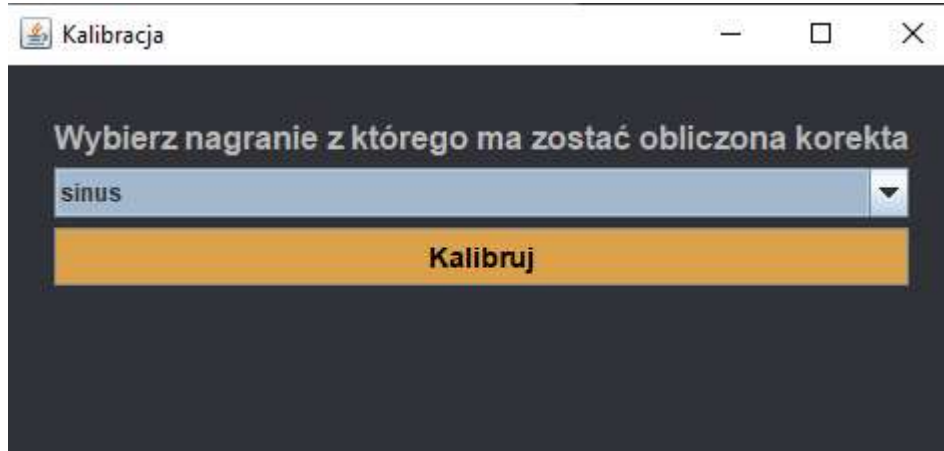 Kalibracja
Wybierz nagranie z którego ma zostać obliczona korekta
sinus
Kalibruj